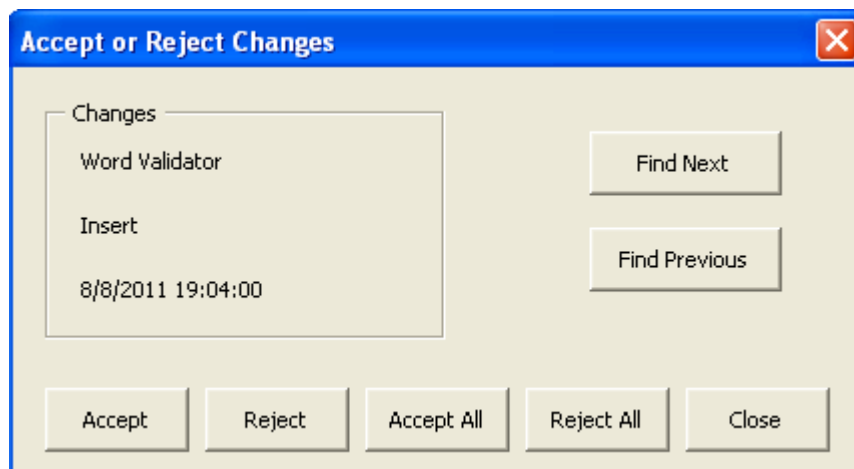 Accept or Reject Changes
Changes
Word Validator
Insert
8/8/2011 19:04:00
Find Next
Find Previous
Accept
Reject
Accept All
Reject All
Close